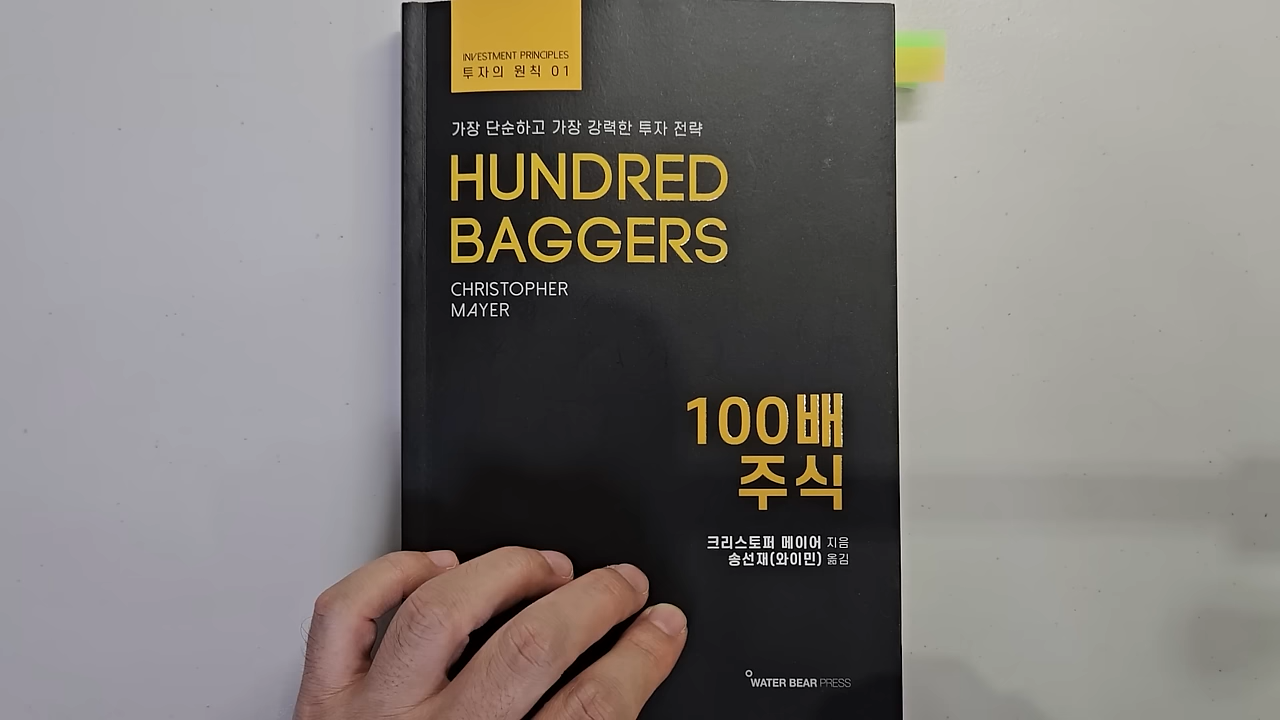 INVESTMENT PRINCIPLES
투자의 원칙 01
가장 단순하고 가장 강력한 투자 전략
HUNDRED
BAGGERS
CHRISTOPHER
MAYER
100배
주식
크리스토퍼 메이어 지음
송선재(와이민) 옮김
WATER BEAR PRESS